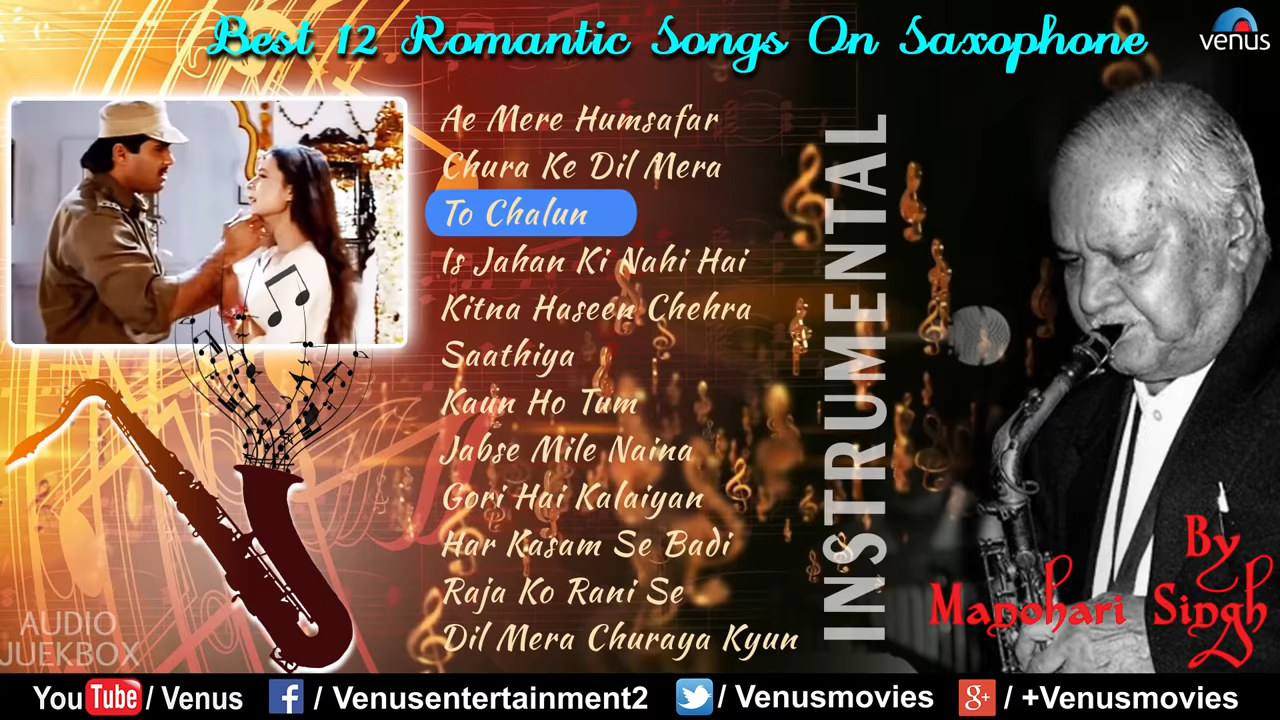 Best 12 Romantic Songs On Saxophone
venus
Ae Mere Humsafar
Chura Ke Dil Mera
To Chalun
Is Jahan Ki Nahi Hai
Kitna Haseen Chehra
Saathiya
Kaun Ho Tum
Jabse Mile Naina
Gori Hai Kalaiyan
Har Kasam Se Badi
Raja Ko Rani Se
Dil Mera Churaya Kyun
INSTRUMENTAL
By
Manohari Singh
AUDIO
JUEKBOX
YouTube / Venus
f / Venusentertainment2
/ Venusmovies
g+ / +Venusmovies